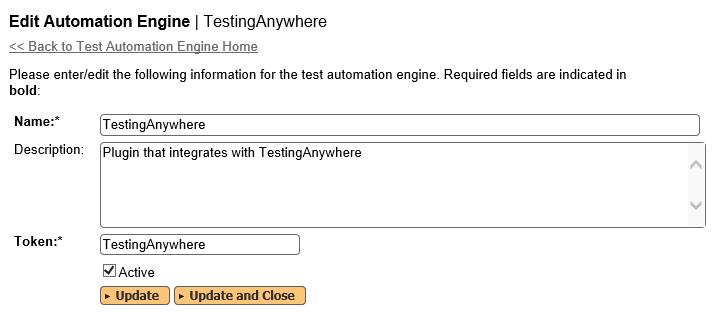 Edit Automation Engine | TestingAnywhere
<< Back to Test Automation Engine Home
Please enter/edit the following information for the test automation engine. Required fields are indicated in
bold:
Name:* TestingAnywhere
Description: Plugin that integrates with TestingAnywhere
Token:* TestingAnywhere
Active
Update Update and Close